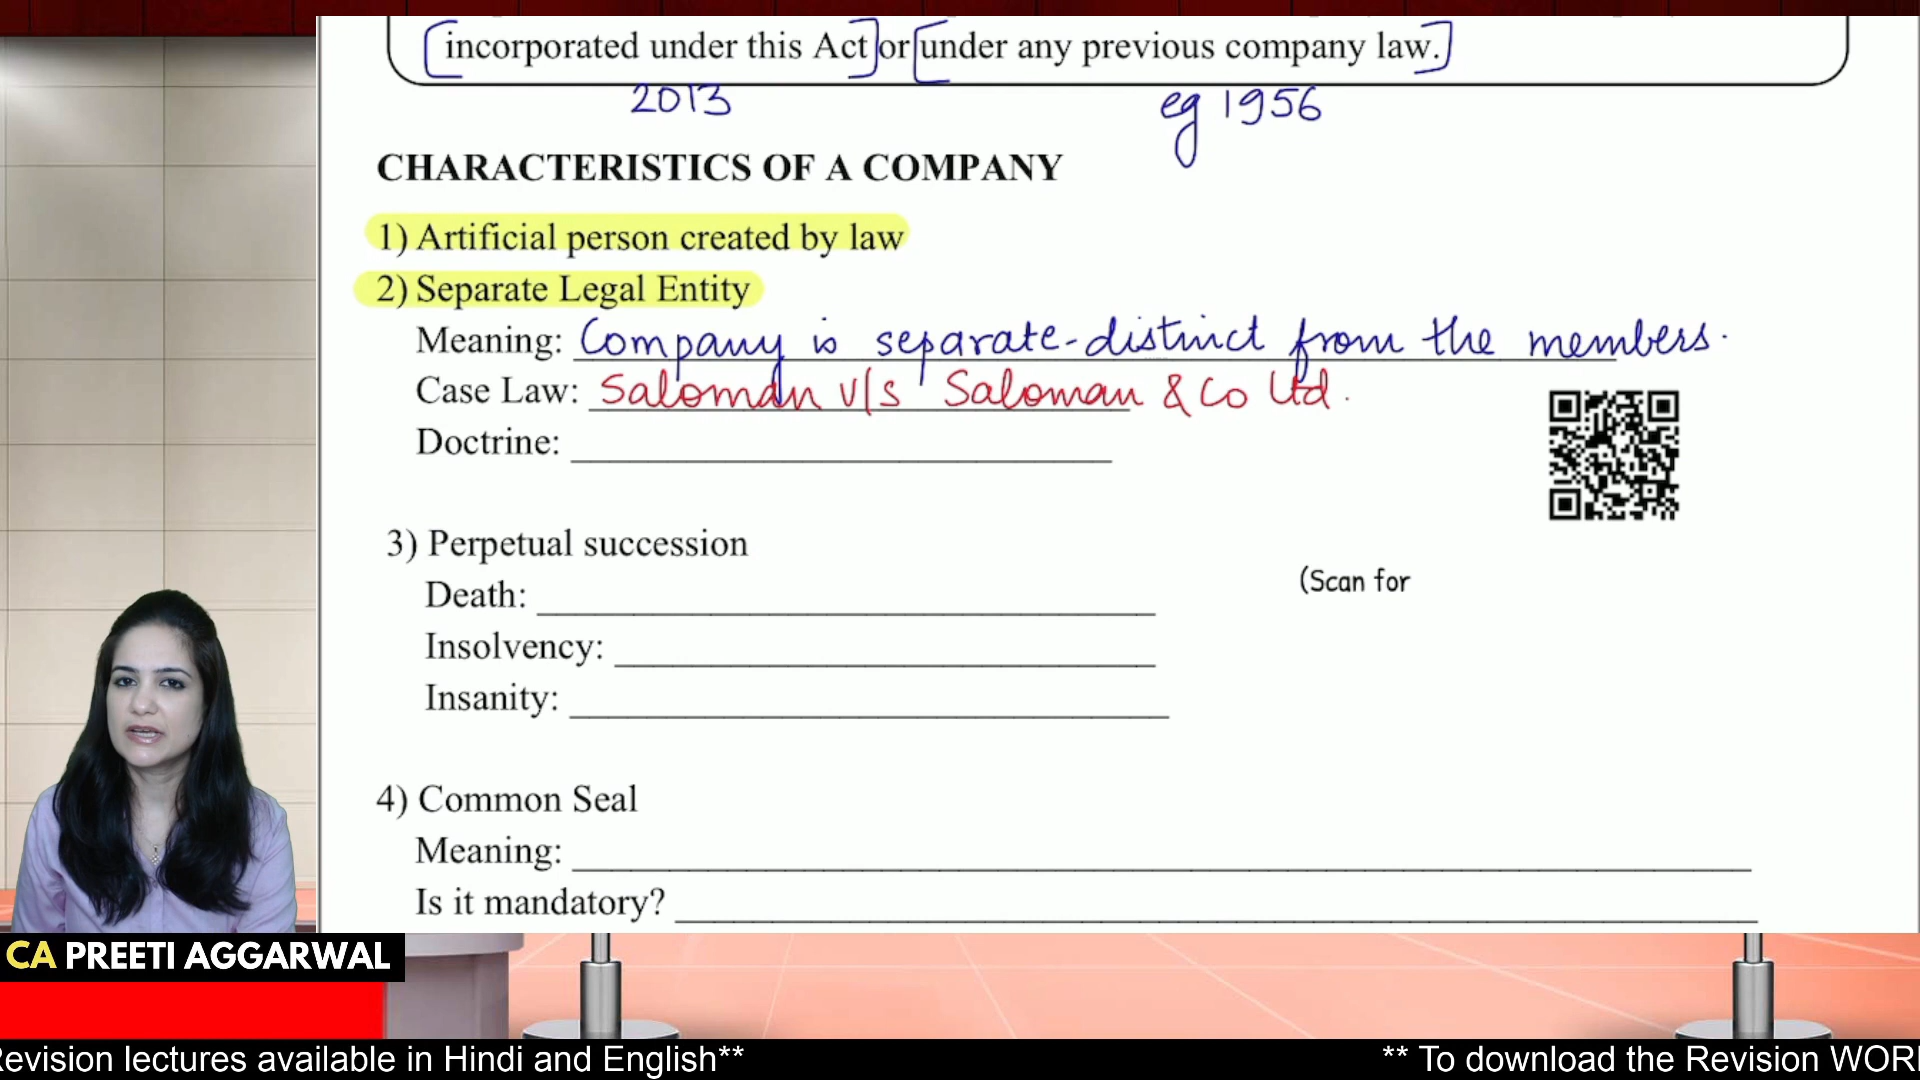 incorporated under this Act or under any previous company law.
2013 eg 1956
CHARACTERISTICS OF A COMPANY
1) Artificial person created by law
2) Separate Legal Entity
Meaning: Company is separate-distinct from the members.
Case Law: Saloman v/s Saloman & Co Ltd.
Doctrine:
3) Perpetual succession
(Scan for
Death:
Insolvency:
Insanity:
4) Common Seal
Meaning:
Is it mandatory?
CA PREETI AGGARWAL
Revision lectures available in Hindi and English** ** To download the Revision WOR